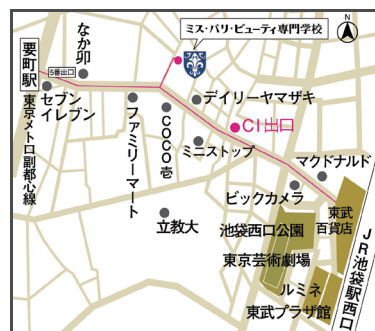 ミス・パリ・ビューティ専門学校
N
なか卯
要町駅
5番出口
セブン
イレブン
東京メトロ副都心線
ファミリーマート
COCO壱
デイリーヤマザキ
CI出口
ミニストップ
マクドナルド
立教大
ビックカメラ
東武
百貨店
池袋西口公園
東京芸術劇場
ルミネ
東武プラザ館
JR池袋駅西口